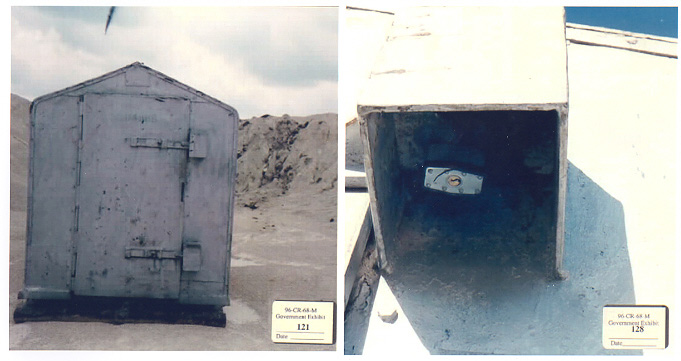 96-CR-68-M
Government Exhibit
121
Date
96-CR-68-M
Government Exhibit
128
Date